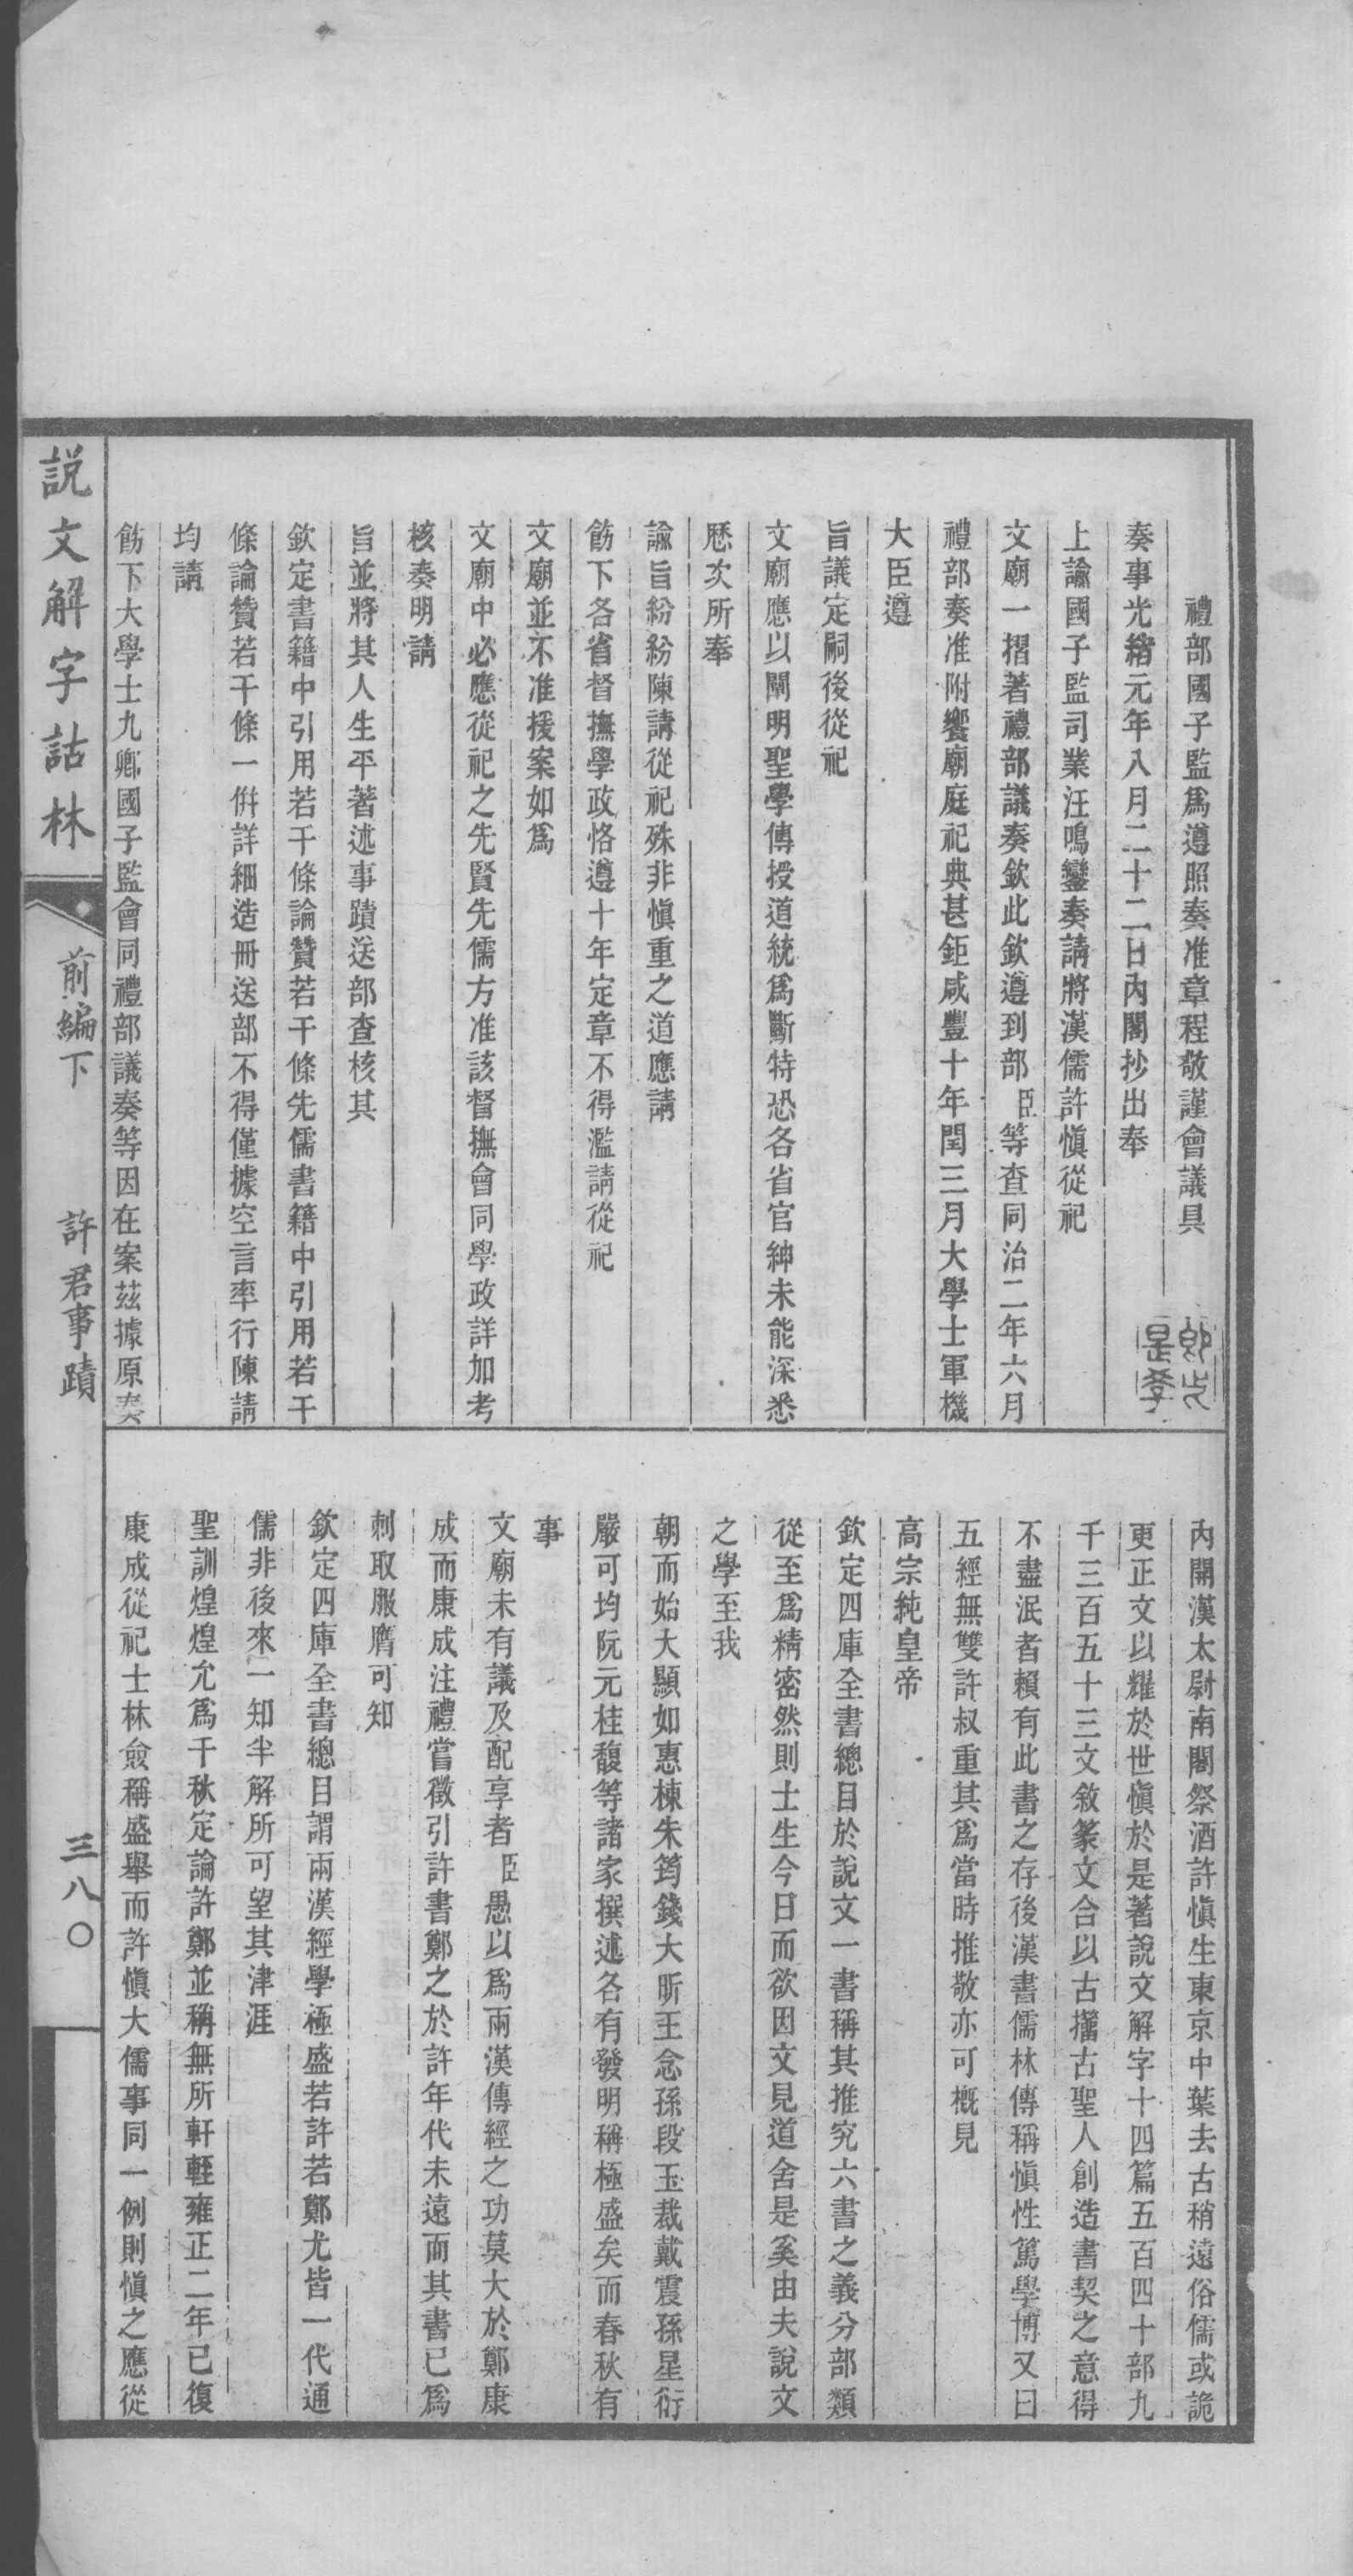 禮部國子監爲遵照奏准章程敬謹會議具
奏事光緒元年八月二十二日內閣抄出奉
上諭國子監司業汪鳴鑾奏請將漢儒許愼從祀
文廟一摺著禮部議奏欽此欽遵到部臣等查同治二年六月
禮部奏准附饗廟庭祀典甚鉅咸豐十年閏三月大學士軍機
大臣遵
旨議定嗣後從祀
文廟應以闡明聖學傳授道統爲斷特恐各省官紳未能深悉
歷次所奉
諭旨紛紛陳請從祀殊非愼重之道應請
飭下各省督撫學政恪遵十年定章不得濫請從祀
文廟並不准援案如爲
文廟中必應從祀之先賢先儒方准該督撫會同學政詳加考
核奏明請
旨並將其人生平著述事蹟送部查核其
欽定書籍中引用若干條論贊若干條先儒書籍中引用若干
條論贊若干條一倂詳細造冊送部不得僅據空言率行陳請
均請
飭下大學士九卿國子監會同禮部議奏等因在案茲據原奏
內開漢太尉南閣祭酒許愼生東京中葉去古稍遠俗儒或詭
更正文以耀於世愼於是著說文解字十四篇五百四十部九
千三百五十三文敘篆文合以古籀古聖人創造書契之意得
不盡泯者賴有此書之存後漢書儒林傳稱愼性篤學博又曰
五經無雙許叔重其爲當時推敬亦可槪見
高宗純皇帝
欽定四庫全書總目於說文一書稱其推究六書之義分部類
從至爲精密然則士生今日而欲因文見道舍是奚由夫說文
之學至我
朝而始大顯如惠棟朱筠錢大昕王念孫段玉裁戴震孫星衍
嚴可均阮元桂馥等諸家撰述各有發明稱極盛矣而春秋有
事
文廟未有議及配享者臣愚以爲兩漢傳經之功莫大於鄭康
成而康成注禮嘗徵引許書鄭之於許年代未遠而其書已爲
刺取服膺可知
欽定四庫全書總目謂兩漢經學極盛若許若鄭尤皆一代通
儒非後來一知半解所可望其津涯
聖訓煌煌允爲千秋定論許鄭並稱無所軒輊雍正二年已復
康成從祀士林僉稱盛舉而許愼大儒事同一例則愼之應從
說文解字詁林
前編下
許君事蹟
三八〇